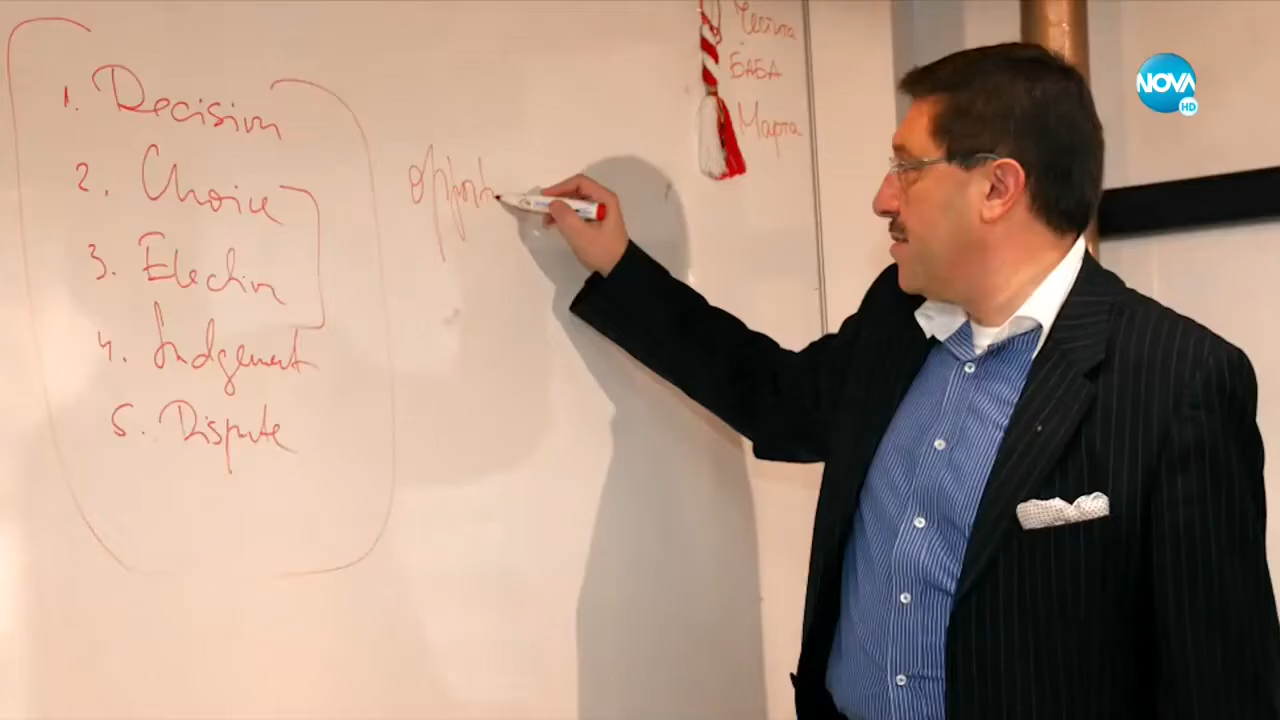 1. Decision
2. Choice
3. Election
4. Judgement
5. Dispute
Честита
БАБА
Марта
NOVA
HD